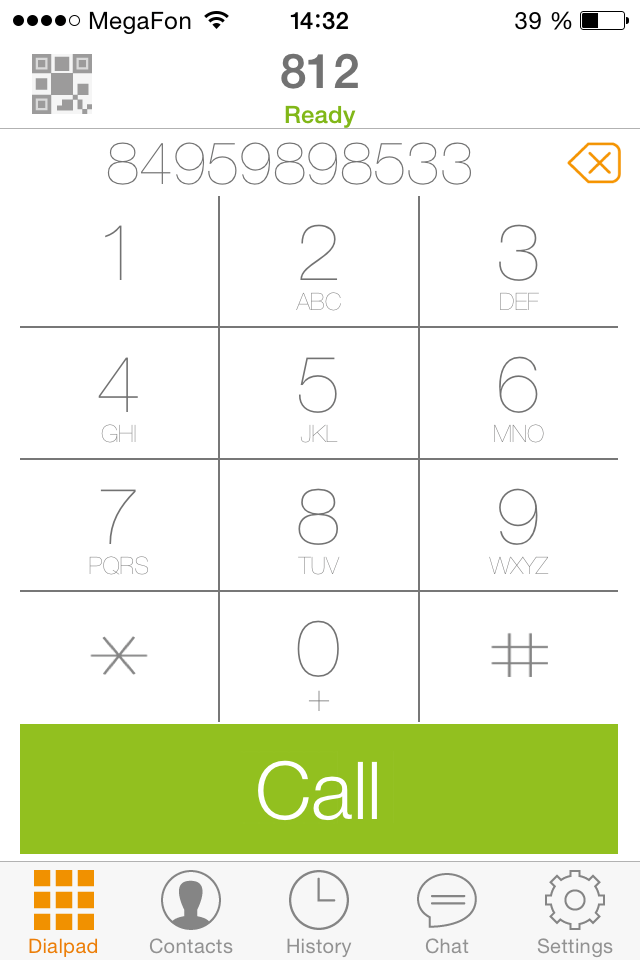 MegaFon 14:32 39 %
812
Ready
84959898533
1 2 3
ABC DEF
4 5 6
GHI JKL MNO
7 8 9
PQRS TUV WXYZ
* 0 #
+
Call
Dialpad Contacts History Chat Settings